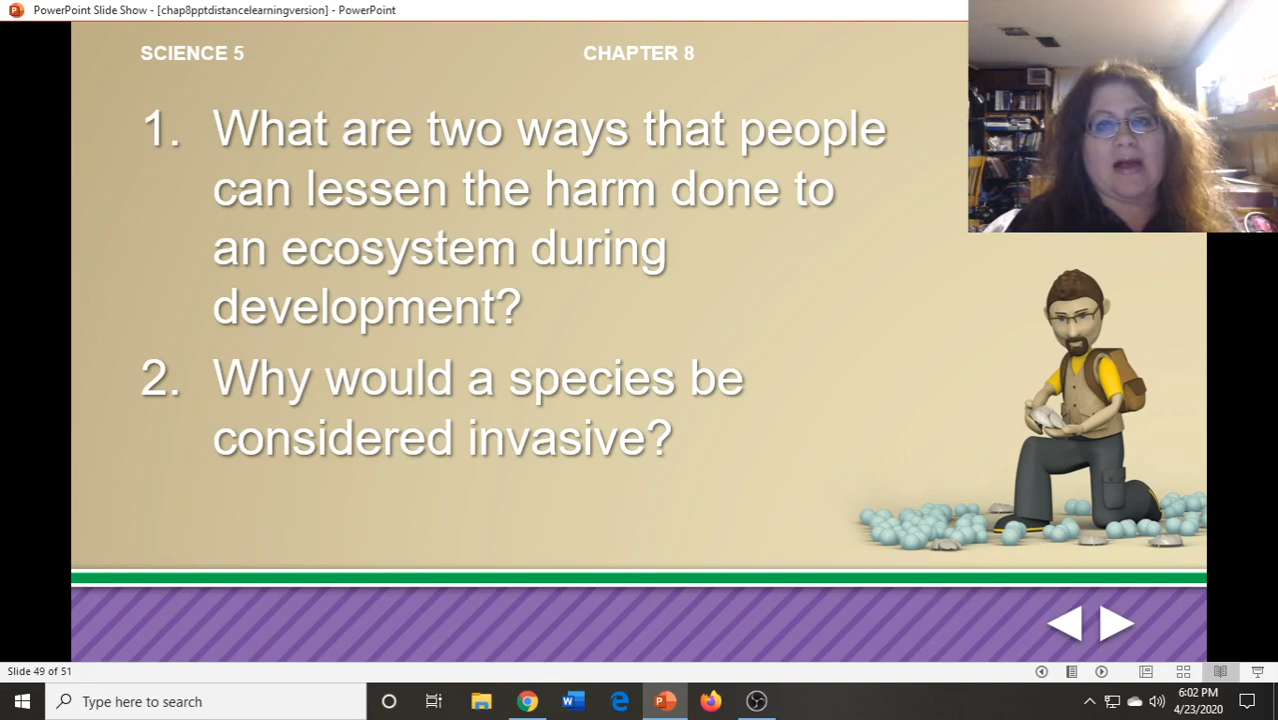 PowerPoint Slide Show - [chap8pptdistancelearningversion] - PowerPoint
SCIENCE 5
CHAPTER 8
1. What are two ways that people
can lessen the harm done to
an ecosystem during
development?
2. Why would a species be
considered invasive?
Slide 49 of 51
Type here to search
6:02 PM
4/23/2020